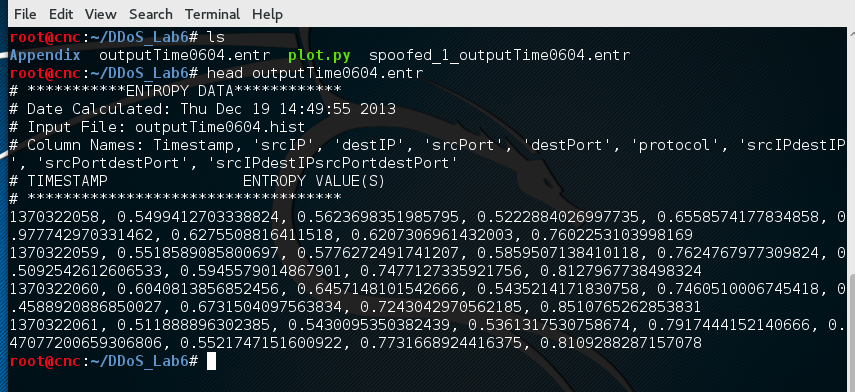 File Edit View Search Terminal Help
root@cnc:~/DDoS_Lab6# ls
Appendix outputTime0604.entr plot.py spoofed_1_outputTime0604.entr
root@cnc:~/DDoS_Lab6# head outputTime0604.entr
# ***********ENTROPY DATA************
# Date Calculated: Thu Dec 19 14:49:55 2013
# Input File: outputTime0604.hist
# Column Names: Timestamp, 'srcIP', 'destIP', 'srcPort', 'destPort', 'protocol', 'srcIPdestIP
', 'srcPortdestPort', 'srcIPdestIPsrcPortdestPort'
# TIMESTAMP ENTROPY VALUE(S)
# **********************************
1370322058, 0.5499412703338824, 0.5623698351985795, 0.5222884026997735, 0.6558574177834858, 0
.977742970331462, 0.6275508816411518, 0.6207306961432003, 0.7602253103998169
1370322059, 0.5518589085800697, 0.5776272491741207, 0.5859507138410118, 0.7624767977309824, 0
.5092542612606533, 0.5945579014867901, 0.7477127335921756, 0.8127967738498324
1370322060, 0.6040813856852456, 0.6457148101542666, 0.5435214171830758, 0.7460510006745418, 0
.4588920886850027, 0.6731504097563834, 0.7243042970562185, 0.8510765262853831
1370322061, 0.511888896302385, 0.5430095350382439, 0.5361317530758674, 0.7917444152140666, 0.
470772006593068​06, 0.5521747151600922, 0.7731668924416375, 0.8109288287157078
root@cnc:~/DDoS_Lab6#